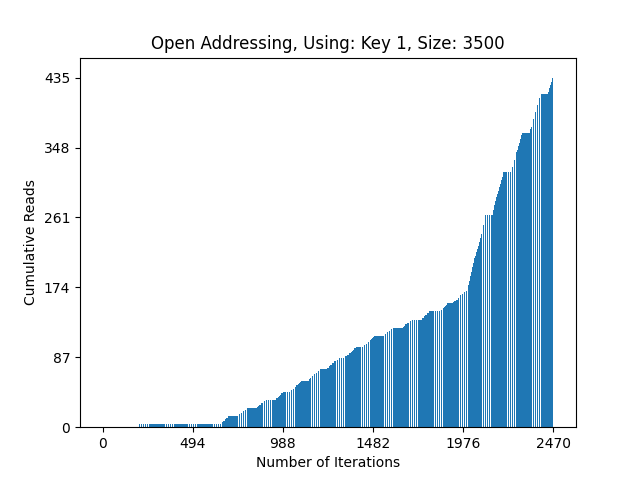 Open Addressing, Using: Key 1, Size: 3500
435
348
261
174
87
0
Cumulative Reads
0 494 988 1482 1976 2470
Number of Iterations